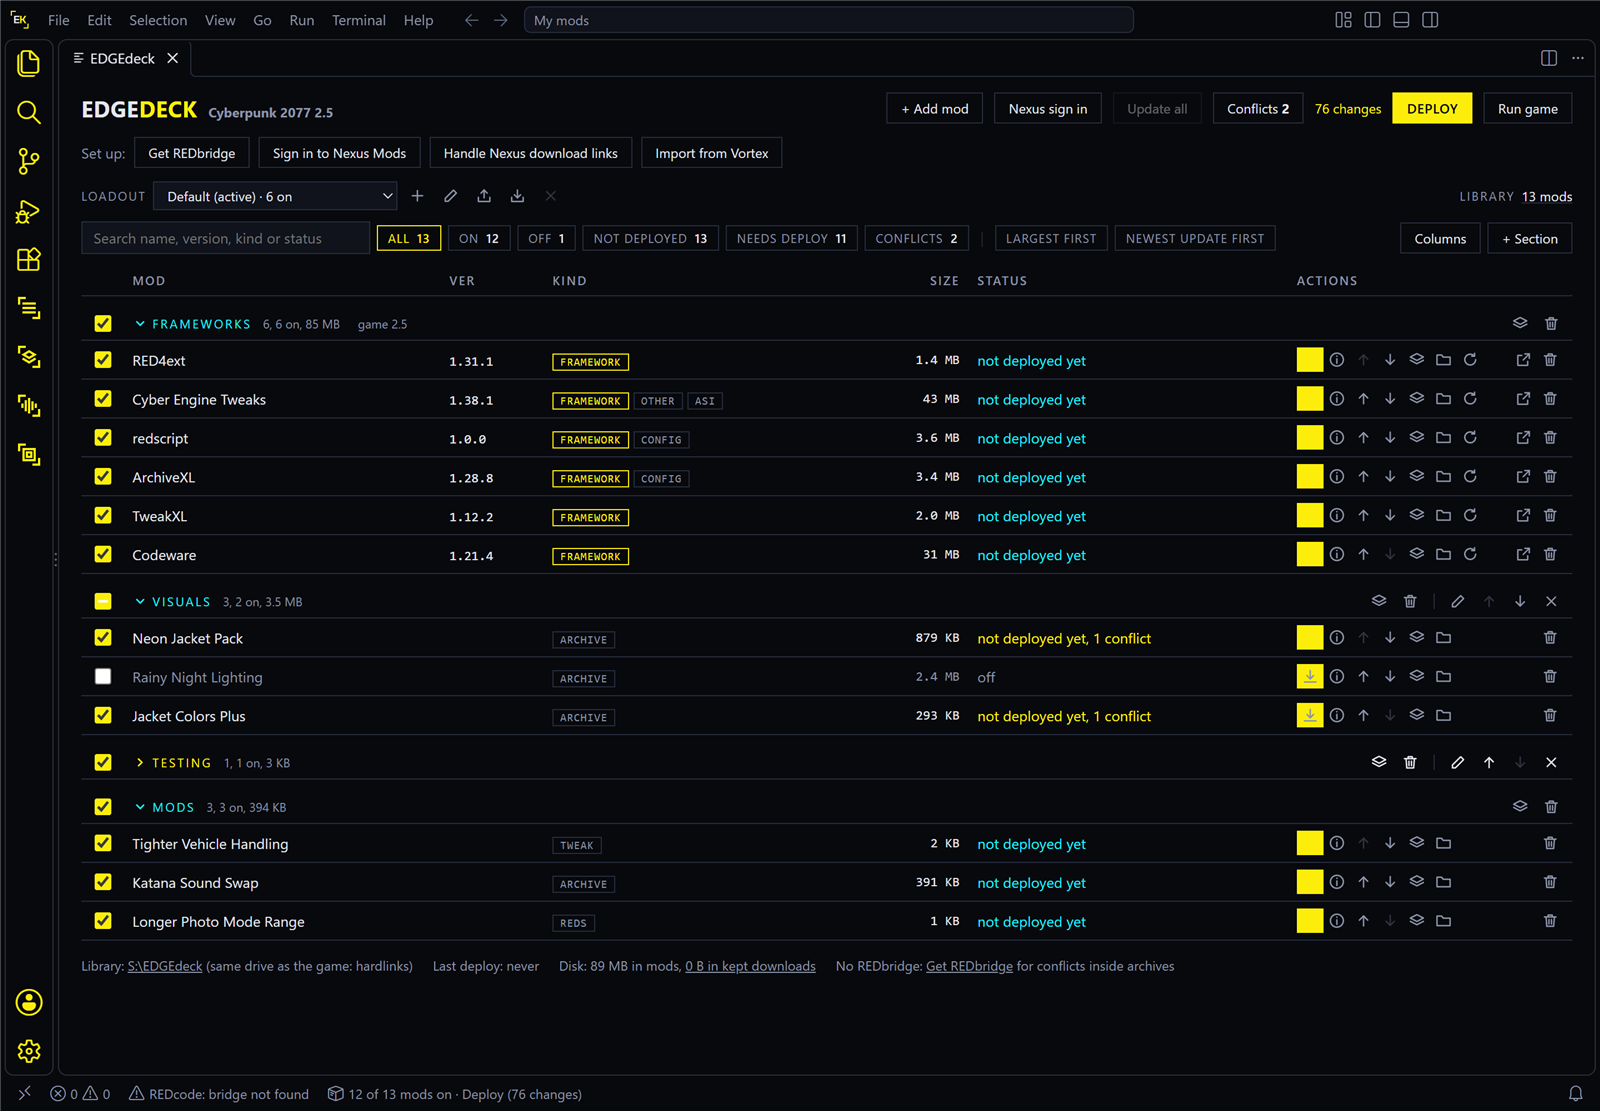 EK File Edit Selection View Go Run Terminal Help My mods
EDGEdeck
EDGEDECK Cyberpunk 2077 2.5 + Add mod Nexus sign in Update all Conflicts 2 76 changes DEPLOY Run game
Set up: Get REDbridge Sign in to Nexus Mods Handle Nexus download links Import from Vortex
LOADOUT Default (active) · 6 on LIBRARY 13 mods
Search name, version, kind or status ALL 13 ON 12 OFF 1 NOT DEPLOYED 13 NEEDS DEPLOY 11 CONFLICTS 2 LARGEST FIRST NEWEST UPDATE FIRST Columns + Section
MOD VER KIND SIZE STATUS ACTIONS
FRAMEWORKS 6, 6 on, 85 MB game 2.5
RED4ext 1.31.1 FRAMEWORK 1.4 MB not deployed yet
Cyber Engine Tweaks 1.38.1 FRAMEWORK OTHER ASI 43 MB not deployed yet
redscript 1.0.0 FRAMEWORK CONFIG 3.6 MB not deployed yet
ArchiveXL 1.28.8 FRAMEWORK CONFIG 3.4 MB not deployed yet
TweakXL 1.12.2 FRAMEWORK 2.0 MB not deployed yet
Codeware 1.21.4 FRAMEWORK 31 MB not deployed yet
VISUALS 3, 2 on, 3.5 MB
Neon Jacket Pack ARCHIVE 879 KB not deployed yet, 1 conflict
Rainy Night Lighting ARCHIVE 2.4 MB off
Jacket Colors Plus ARCHIVE 293 KB not deployed yet, 1 conflict
TESTING 1, 1 on, 3 KB
MODS 3, 3 on, 394 KB
Tighter Vehicle Handling TWEAK 2 KB not deployed yet
Katana Sound Swap ARCHIVE 391 KB not deployed yet
Longer Photo Mode Range REDS 1 KB not deployed yet
Library: S:\EDGEdeck (same drive as the game: hardlinks) Last deploy: never Disk: 89 MB in mods, 0 B in kept downloads No REDbridge: Get REDbridge for conflicts inside archives
0 0 REDcode: bridge not found 12 of 13 mods on · Deploy (76 changes)